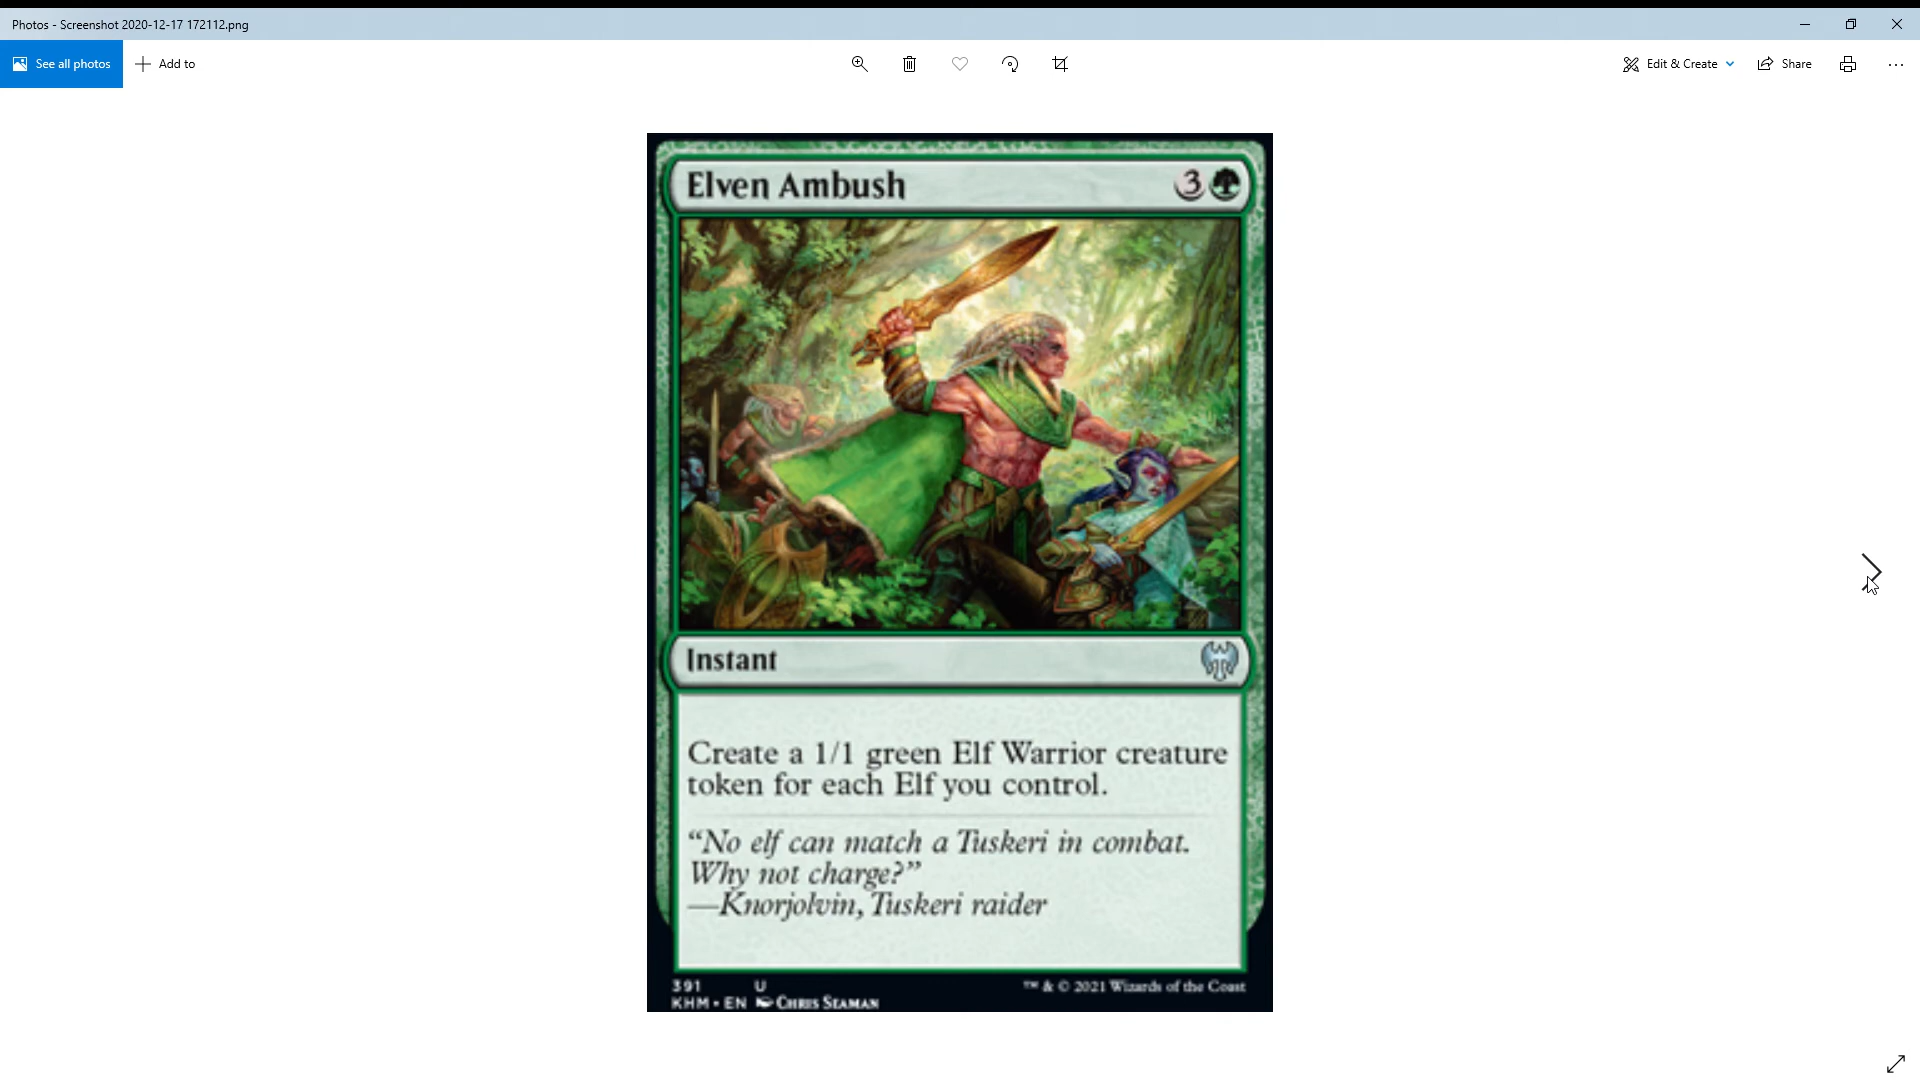 Photos - Screenshot 2020-12-17 172112.png
See all photos
Add to
Edit & Create
Share
Elven Ambush
3
Instant
Create a 1/1 green Elf Warrior creature
token for each Elf you control.
“No elf can match a Tuskeri in combat.
Why not charge?”
—Knorjolvin, Tuskeri raider
391 U
™ & © 2021 Wizards of the Coast
KHM • EN Chris Seaman